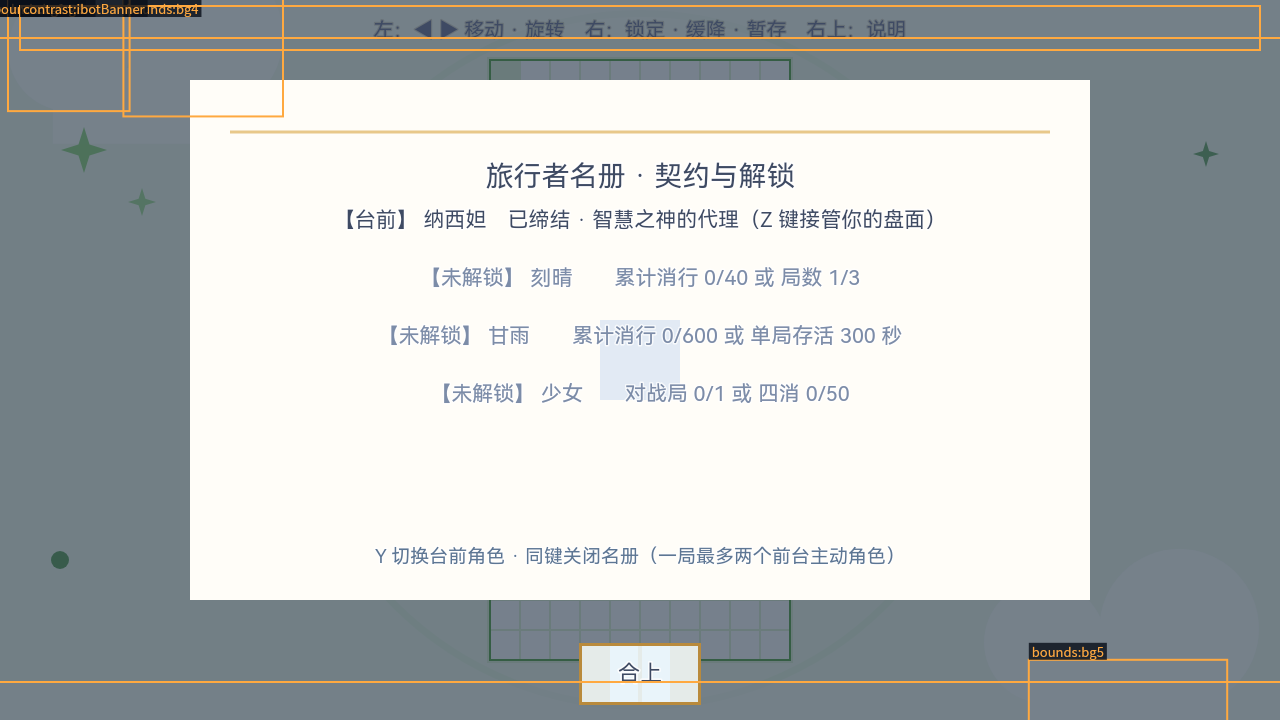 contrast:ibotBanner
nds:bg4
左：◀ ▶ 移动 · 旋转　右：锁定 · 缓降 · 暂存　右上：说明
旅行者名册 · 契约与解锁
【台前】 纳西妲　已缔结 · 智慧之神的代理（Z 键接管你的盘面）
【未解锁】 刻晴　　累计消行 0/40 或 局数 1/3
【未解锁】 甘雨　　累计消行 0/600 或 单局存活 300 秒
【未解锁】 少女　　对战局 0/1 或 四消 0/50
Y 切换台前角色 · 同键关闭名册（一局最多两个前台主动角色）
bounds:bg5
合上